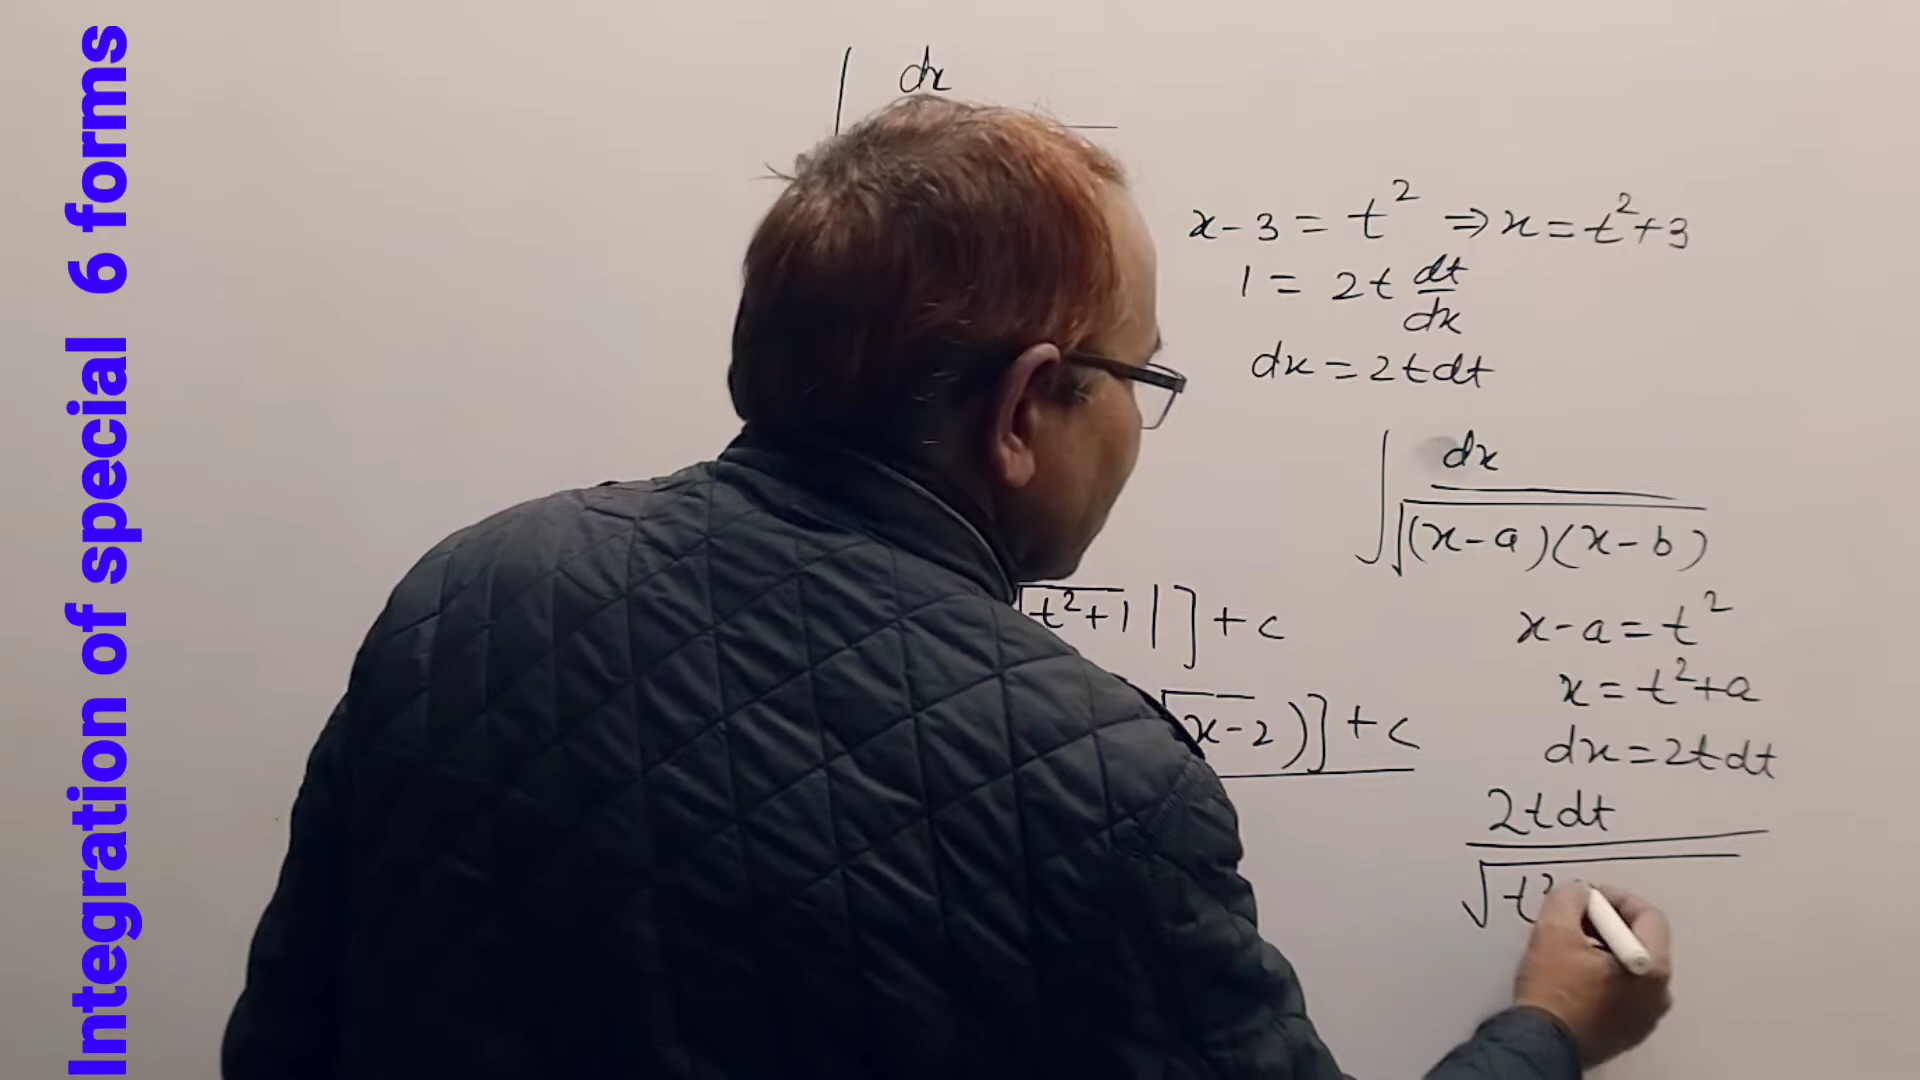 Integration of special 6 forms
dx
x-3 = t² ⇒ x = t²+3
1 = 2t dt/dx
dx = 2t dt
∫ dx / √(x-a)(x-b)
√t²+1 | ] + c
x-a = t²
x = t²+a
√x-2 ) ] + c
dx = 2t dt
2t dt
√t²